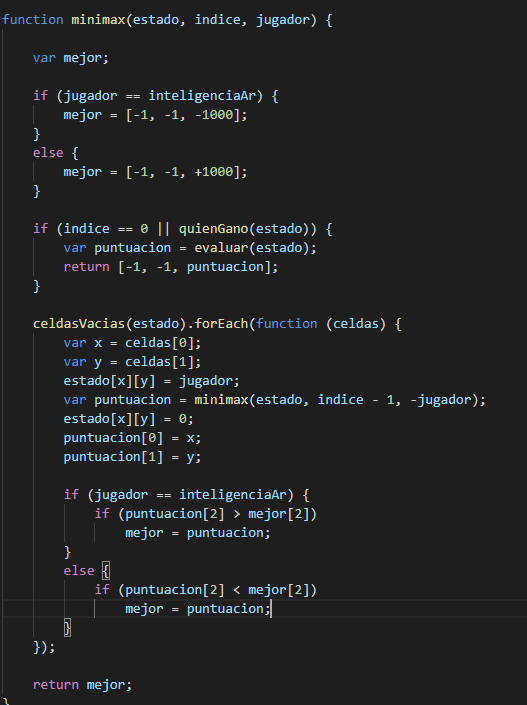 function minimax(estado, indice, jugador) {
var mejor;
if (jugador == inteligenciaAr) {
mejor = [-1, -1, -1000];
}
else {
mejor = [-1, -1, +1000];
}
if (indice == 0 || quienGano(estado)) {
var puntuacion = evaluar(estado);
return [-1, -1, puntuacion];
}
celdasVacias(estado).forEach(function (celdas) {
var x = celdas[0];
var y = celdas[1];
estado[x][y] = jugador;
var puntuacion = minimax(estado, indice - 1, -jugador);
estado[x][y] = 0;
puntuacion[0] = x;
puntuacion[1] = y;
if (jugador == inteligenciaAr) {
if (puntuacion[2] > mejor[2])
mejor = puntuacion;
}
else {
if (puntuacion[2] < mejor[2])
mejor = puntuacion;
}
});
return mejor;
}